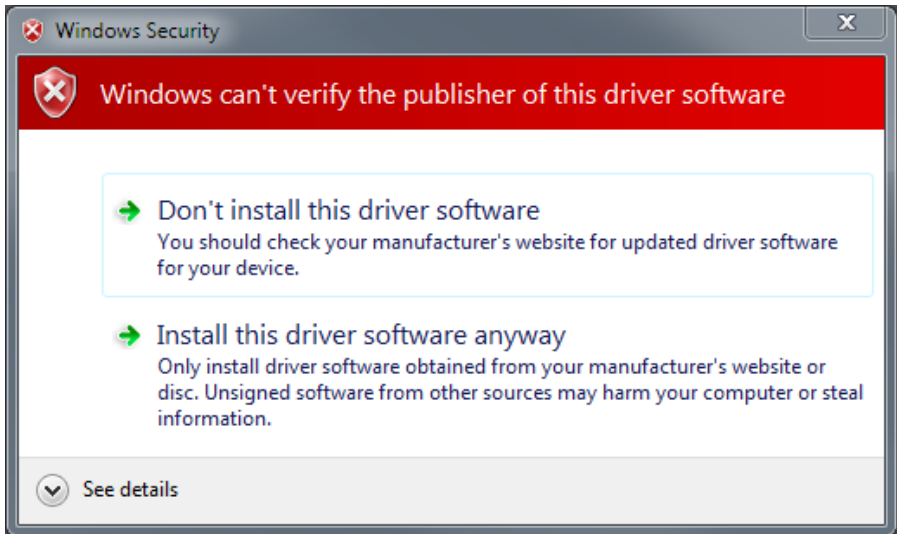 Windows Security
Windows can't verify the publisher of this driver software
Don't install this driver software
You should check your manufacturer's website for updated driver software
for your device.
Install this driver software anyway
Only install driver software obtained from your manufacturer's website or
disc. Unsigned software from other sources may harm your computer or steal
information.
See details